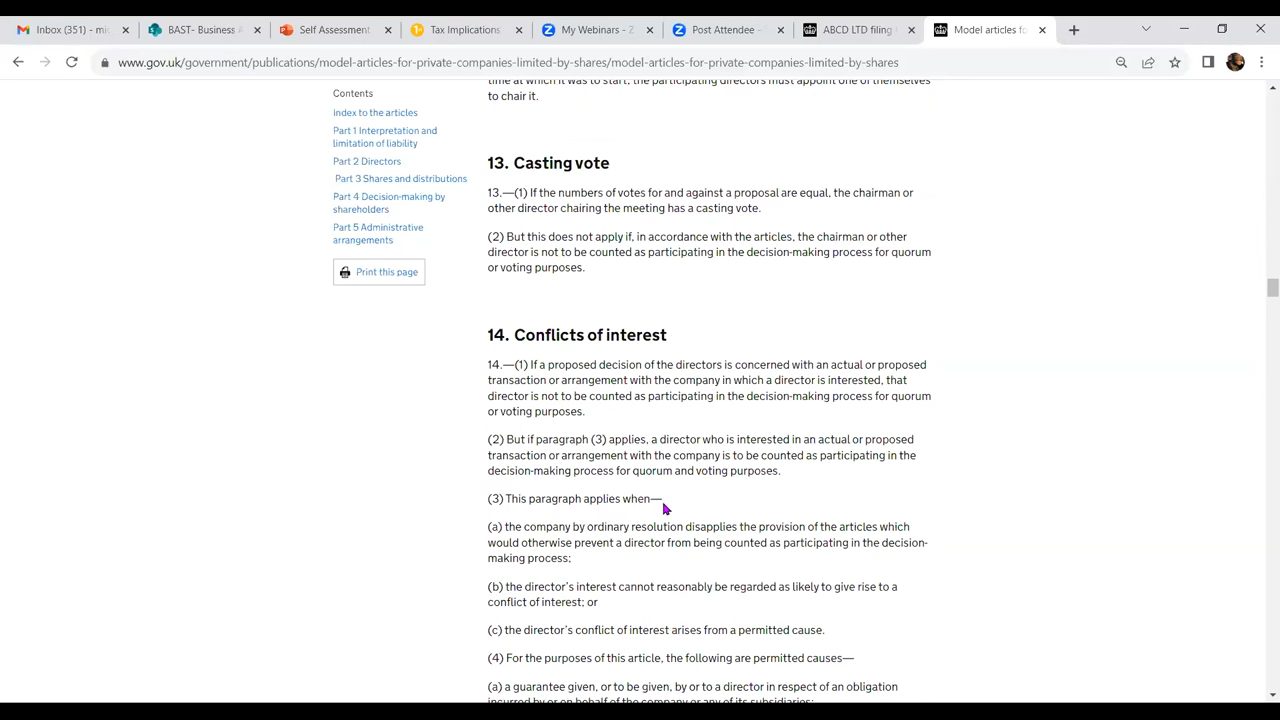 Inbox (351) - m
BAST- Business
Self Assessment
Tax Implications
My Webinars - Z
Post Attendee -
ABCD LTD filing
Model articles fo
www.gov.uk/government/publications/model-articles-for-private-companies-limited-by-shares/model-articles-for-private-companies-limited-by-shares
Contents
Index to the articles
Part 1 Interpretation and
limitation of liability
Part 2 Directors
Part 3 Shares and distributions
Part 4 Decision-making by
shareholders
Part 5 Administrative
arrangements
Print this page
time at which it was to start, the participating directors must appoint one of themselves
to chair it.
13. Casting vote
13.—(1) If the numbers of votes for and against a proposal are equal, the chairman or
other director chairing the meeting has a casting vote.
(2) But this does not apply if, in accordance with the articles, the chairman or other
director is not to be counted as participating in the decision-making process for quorum
or voting purposes.
14. Conflicts of interest
14.—(1) If a proposed decision of the directors is concerned with an actual or proposed
transaction or arrangement with the company in which a director is interested, that
director is not to be counted as participating in the decision-making process for quorum
or voting purposes.
(2) But if paragraph (3) applies, a director who is interested in an actual or proposed
transaction or arrangement with the company is to be counted as participating in the
decision-making process for quorum and voting purposes.
(3) This paragraph applies when—
(a) the company by ordinary resolution disapplies the provision of the articles which
would otherwise prevent a director from being counted as participating in the decision-
making process;
(b) the director's interest cannot reasonably be regarded as likely to give rise to a
conflict of interest; or
(c) the director's conflict of interest arises from a permitted cause.
(4) For the purposes of this article, the following are permitted causes—
(a) a guarantee given, or to be given, by or to a director in respect of an obligation
incurred by or on behalf of the company or any of its subsidiaries;